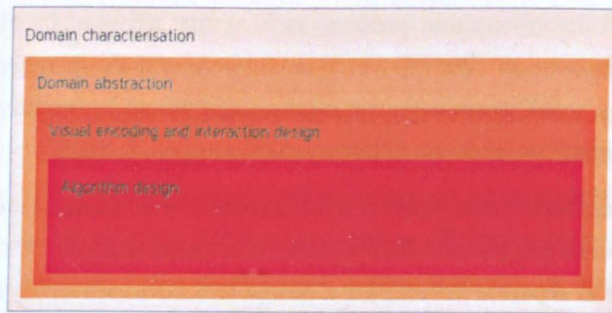 Domain characterisation
Domain abstraction
Visual encoding and interaction design
Algorithm design